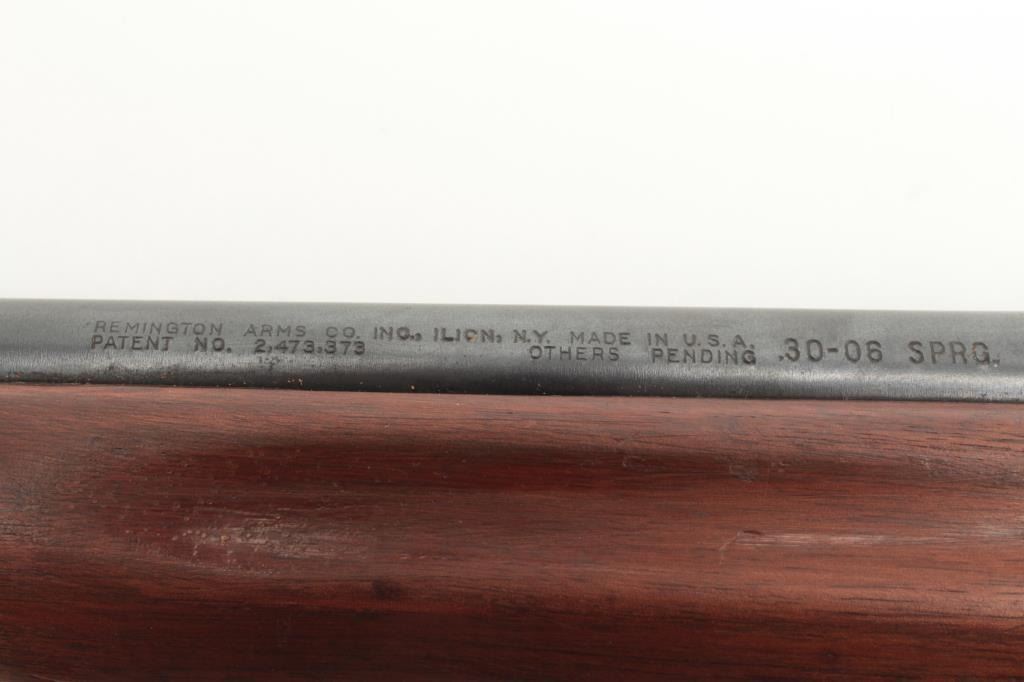 REMINGTON ARMS CO. INC., ILION, N.Y. MADE IN U.S.A.
PATENT NO. 2,473,373 OTHERS PENDING .30-06 SPRG.